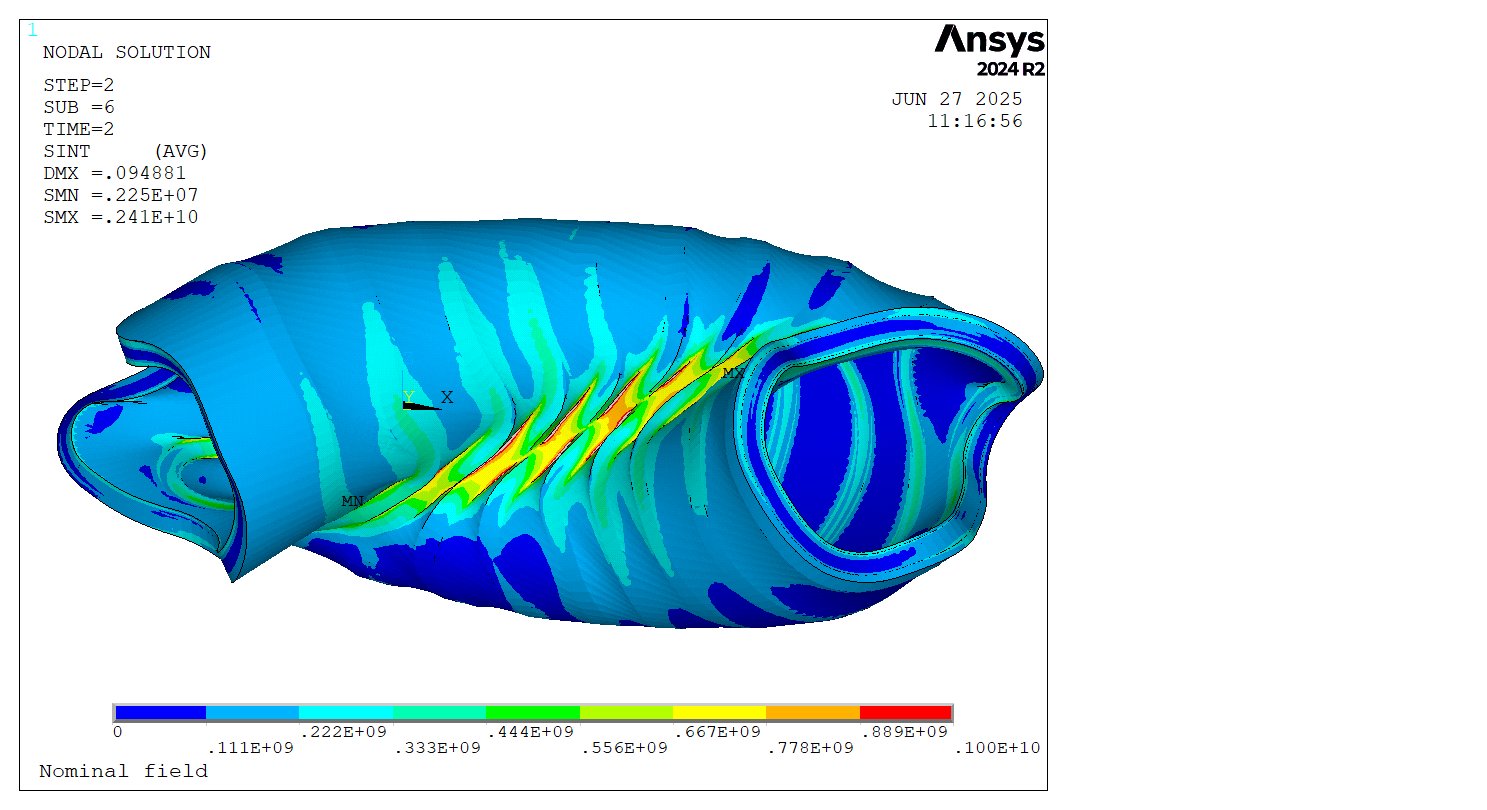 1
NODAL SOLUTION
STEP=2
SUB =6
TIME=2
SINT (AVG)
DMX =.094881
SMN =.225E+07
SMX =.241E+10
Ansys
2024 R2
JUN 27 2025
11:16:56
MX
Y X
MN
0 .222E+09 .444E+09 .667E+09 .889E+09
.111E+09 .333E+09 .556E+09 .778E+09 .100E+10
Nominal field